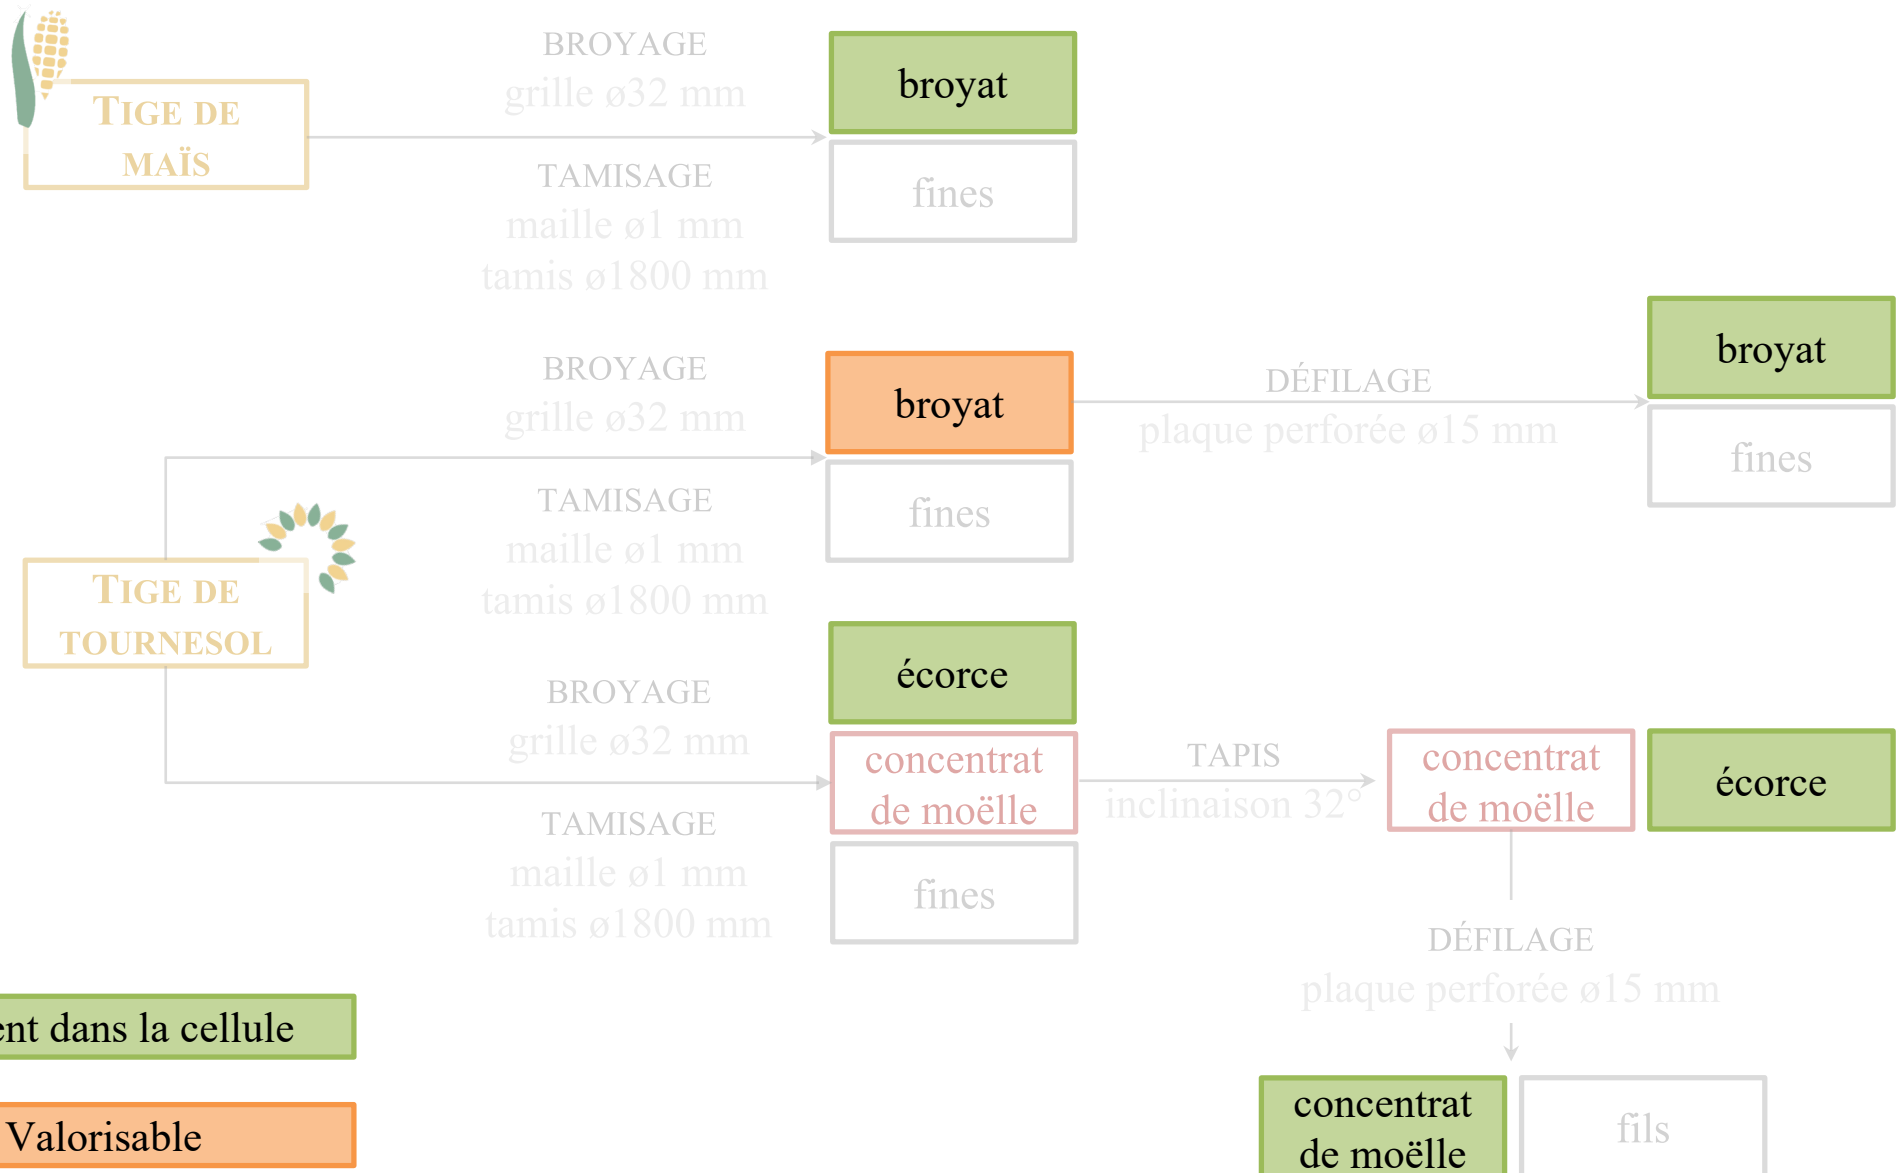 TIGE DE
MAÏS
BROYAGE
grille ø32 mm
TAMISAGE
maille ø1 mm
tamis ø1800 mm
broyat
fines
TIGE DE
TOURNESOL
BROYAGE
grille ø32 mm
TAMISAGE
maille ø1 mm
tamis ø1800 mm
broyat
fines
DÉFILAGE
plaque perforée ø15 mm
broyat
fines
BROYAGE
grille ø32 mm
TAMISAGE
maille ø1 mm
tamis ø1800 mm
écorce
concentrat
de moëlle
fines
TAPIS
inclinaison 32°
concentrat
de moëlle
écorce
DÉFILAGE
plaque perforée ø15 mm
concentrat
de moëlle
fils
dans la cellule
Valorisable